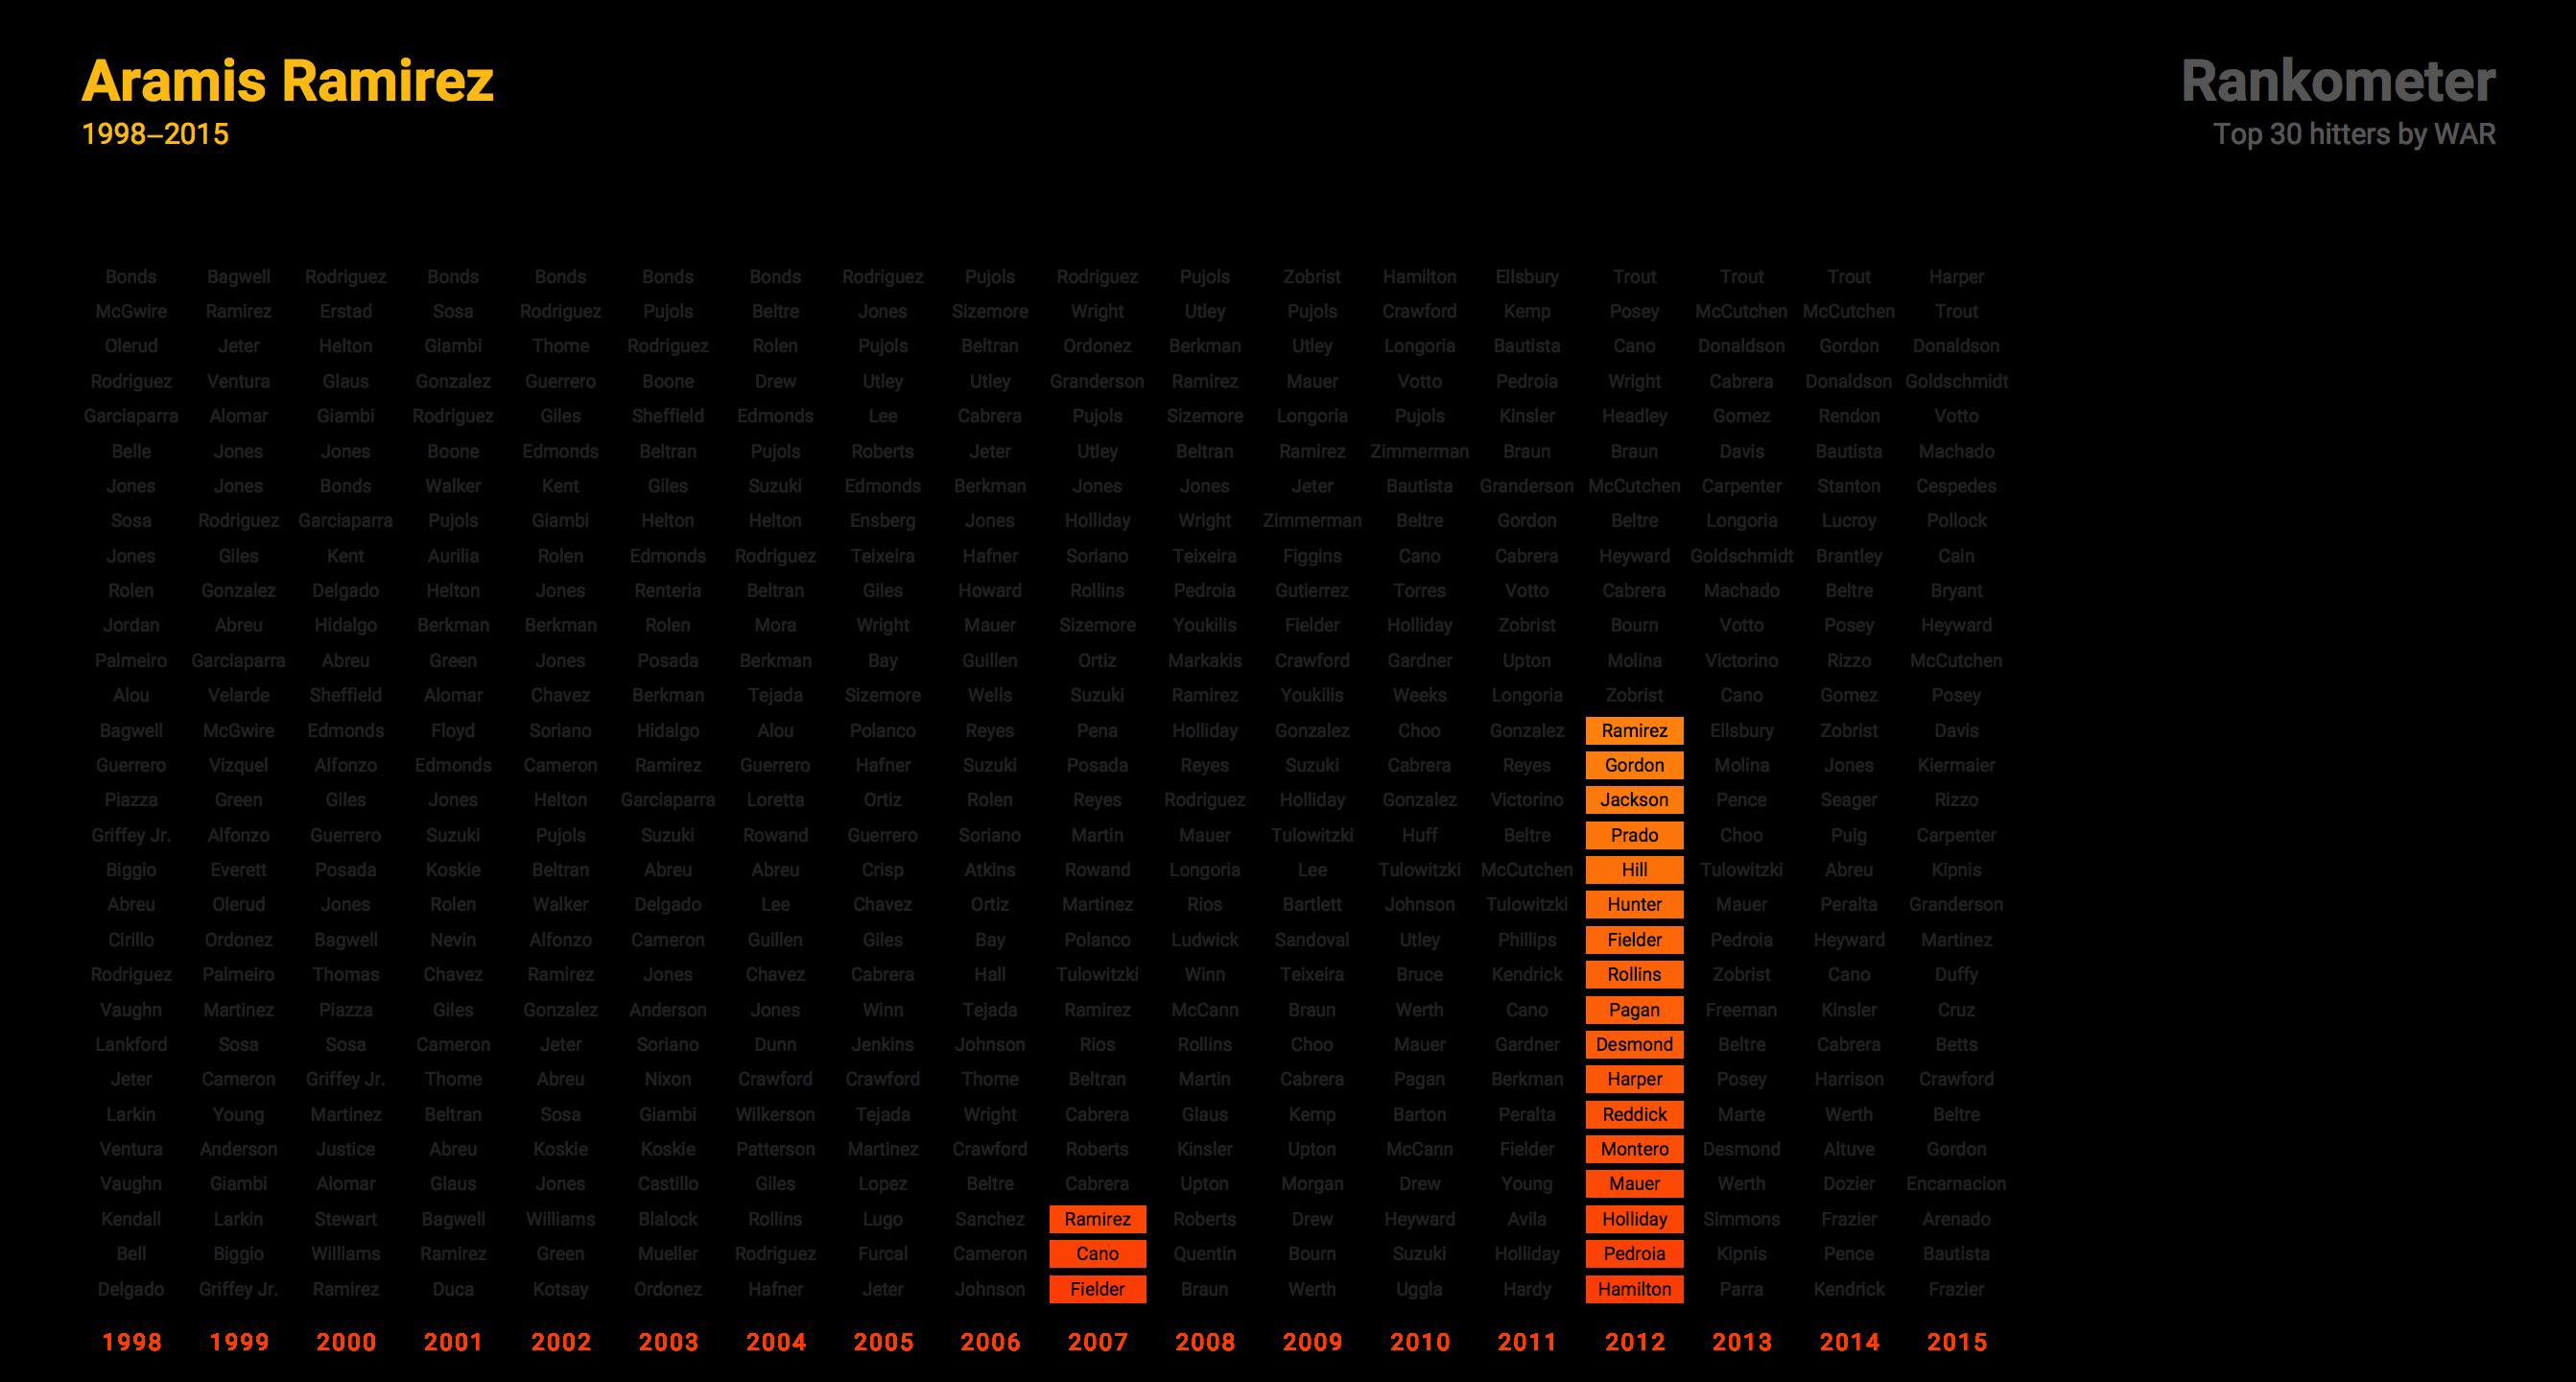 Aramis Ramirez
1998–2015
Rankometer
Top 30 hitters by WAR
Bonds Bagwell Rodriguez Bonds Bonds Bonds Bonds Rodriguez Pujols Rodriguez Pujols Zobrist Hamilton Ellsbury Trout Trout Trout Harper
McGwire Ramirez Erstad Sosa Rodriguez Pujols Beltre Jones Sizemore Wright Utley Pujols Crawford Kemp Posey McCutchen McCutchen Trout
Olerud Jeter Helton Giambi Thome Rodriguez Rolen Pujols Beltran Ordonez Berkman Utley Longoria Bautista Cano Donaldson Gordon Donaldson
Rodriguez Ventura Glaus Gonzalez Guerrero Boone Drew Utley Utley Granderson Ramirez Mauer Votto Pedroia Wright Cabrera Donaldson Goldschmidt
Garciaparra Alomar Giambi Rodriguez Giles Sheffield Edmonds Lee Cabrera Pujols Sizemore Longoria Pujols Kinsler Headley Gomez Rendon Votto
Belle Jones Jones Boone Edmonds Beltran Pujols Roberts Jeter Utley Beltran Ramirez Zimmerman Braun Braun Davis Bautista Machado
Jones Jones Bonds Walker Kent Giles Suzuki Edmonds Berkman Jones Jones Jeter Bautista Granderson McCutchen Carpenter Stanton Cespedes
Sosa Rodriguez Garciaparra Pujols Giambi Helton Helton Ensberg Jones Holliday Wright Zimmerman Beltre Gordon Beltre Longoria Lucroy Pollock
Jones Giles Kent Aurilia Rolen Edmonds Rodriguez Teixeira Hafner Soriano Teixeira Figgins Cano Cabrera Heyward Goldschmidt Brantley Cain
Rolen Gonzalez Delgado Helton Jones Renteria Beltran Giles Howard Rollins Pedroia Gutierrez Torres Votto Cabrera Machado Beltre Bryant
Jordan Abreu Hidalgo Berkman Berkman Rolen Mora Wright Mauer Sizemore Youkilis Fielder Holliday Zobrist Bourn Votto Posey Heyward
Palmeiro Garciaparra Abreu Green Jones Posada Berkman Bay Guillen Ortiz Markakis Crawford Gardner Upton Molina Victorino Rizzo McCutchen
Alou Velarde Sheffield Alomar Chavez Berkman Tejada Sizemore Wells Suzuki Ramirez Youkilis Weeks Longoria Zobrist Cano Gomez Posey
Bagwell McGwire Edmonds Floyd Soriano Hidalgo Alou Polanco Reyes Pena Holliday Gonzalez Choo Gonzalez Ramirez Ellsbury Zobrist Davis
Guerrero Vizquel Alfonzo Edmonds Cameron Ramirez Guerrero Hafner Suzuki Posada Reyes Suzuki Cabrera Reyes Gordon Molina Jones Kiermaier
Piazza Green Giles Jones Helton Garciaparra Loretta Ortiz Rolen Reyes Rodriguez Holliday Gonzalez Victorino Jackson Pence Seager Rizzo
Griffey Jr. Alfonzo Guerrero Suzuki Pujols Suzuki Rowand Guerrero Soriano Martin Mauer Tulowitzki Huff Beltre Prado Choo Puig Carpenter
Biggio Everett Posada Koskie Beltran Abreu Abreu Crisp Atkins Rowand Longoria Lee Tulowitzki McCutchen Hill Tulowitzki Abreu Kipnis
Abreu Olerud Jones Rolen Walker Delgado Lee Chavez Ortiz Martinez Rios Bartlett Johnson Tulowitzki Hunter Mauer Peralta Granderson
Cirillo Ordonez Bagwell Nevin Alfonzo Cameron Guillen Giles Bay Polanco Ludwick Sandoval Utley Phillips Fielder Pedroia Heyward Martinez
Rodriguez Palmeiro Thomas Chavez Ramirez Jones Chavez Cabrera Hall Tulowitzki Winn Teixeira Bruce Kendrick Rollins Zobrist Cano Duffy
Vaughn Martinez Piazza Giles Gonzalez Anderson Jones Winn Tejada Ramirez McCann Braun Werth Cano Pagan Freeman Kinsler Cruz
Lankford Sosa Sosa Cameron Jeter Soriano Dunn Jenkins Johnson Rios Rollins Choo Mauer Gardner Desmond Beltre Cabrera Betts
Jeter Cameron Griffey Jr. Thome Abreu Nixon Crawford Crawford Thome Beltran Martin Cabrera Pagan Berkman Harper Posey Harrison Crawford
Larkin Young Martinez Beltran Sosa Giambi Wilkerson Tejada Wright Cabrera Glaus Kemp Barton Peralta Reddick Marte Werth Beltre
Ventura Anderson Justice Abreu Koskie Koskie Patterson Martinez Crawford Roberts Kinsler Upton McCann Fielder Montero Desmond Altuve Gordon
Vaughn Giambi Alomar Glaus Jones Castillo Giles Lopez Beltre Cabrera Upton Morgan Drew Young Mauer Werth Dozier Encarnacion
Kendall Larkin Stewart Bagwell Williams Blalock Rollins Lugo Sanchez Ramirez Roberts Drew Heyward Avila Holliday Simmons Frazier Arenado
Bell Biggio Williams Ramirez Green Mueller Rodriguez Furcal Cameron Cano Quentin Bourn Suzuki Holliday Pedroia Kipnis Pence Bautista
Delgado Griffey Jr. Ramirez Duca Kotsay Ordonez Hafner Jeter Johnson Fielder Braun Werth Uggla Hardy Hamilton Parra Kendrick Frazier
1998 1999 2000 2001 2002 2003 2004 2005 2006 2007 2008 2009 2010 2011 2012 2013 2014 2015